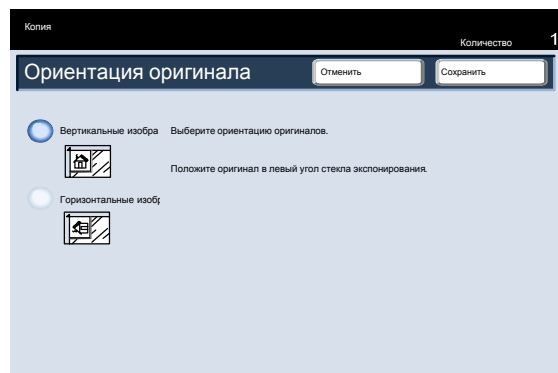 Копия
Количество 1
Ориентация оригинала Отменить Сохранить
Вертикальные изобра Выберите ориентацию оригиналов.
Положите оригинал в левый угол стекла экспонирования.
Горизонтальные изобр